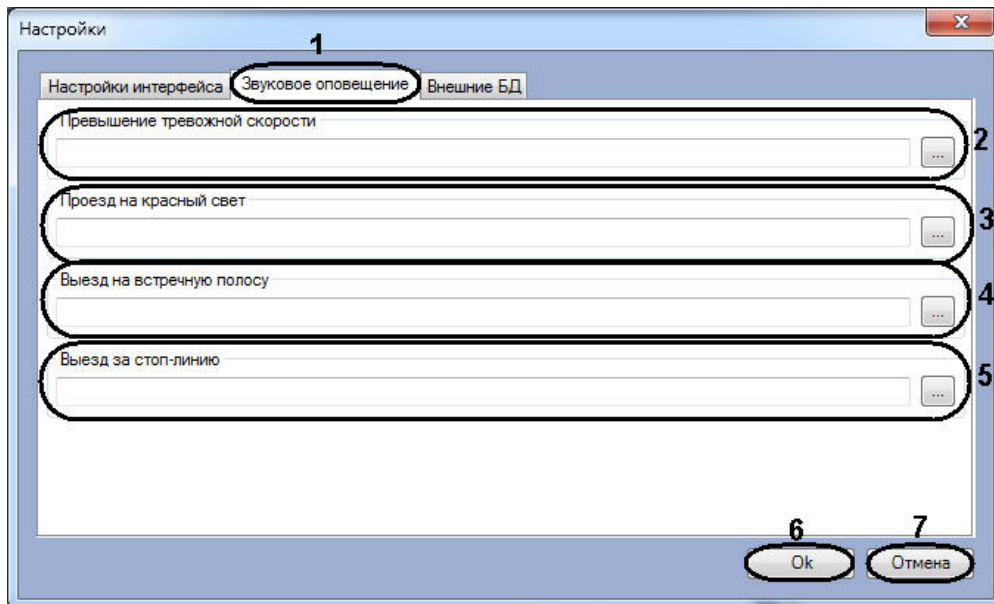 Настройки
1
Настройки интерфейса Звуковое оповещение Внешние БД
Превышение тревожной скорости
... 2
Проезд на красный свет
... 3
Выезд на встречную полосу
... 4
Выезд за стоп-линию
... 5
6 7
Ok Отмена